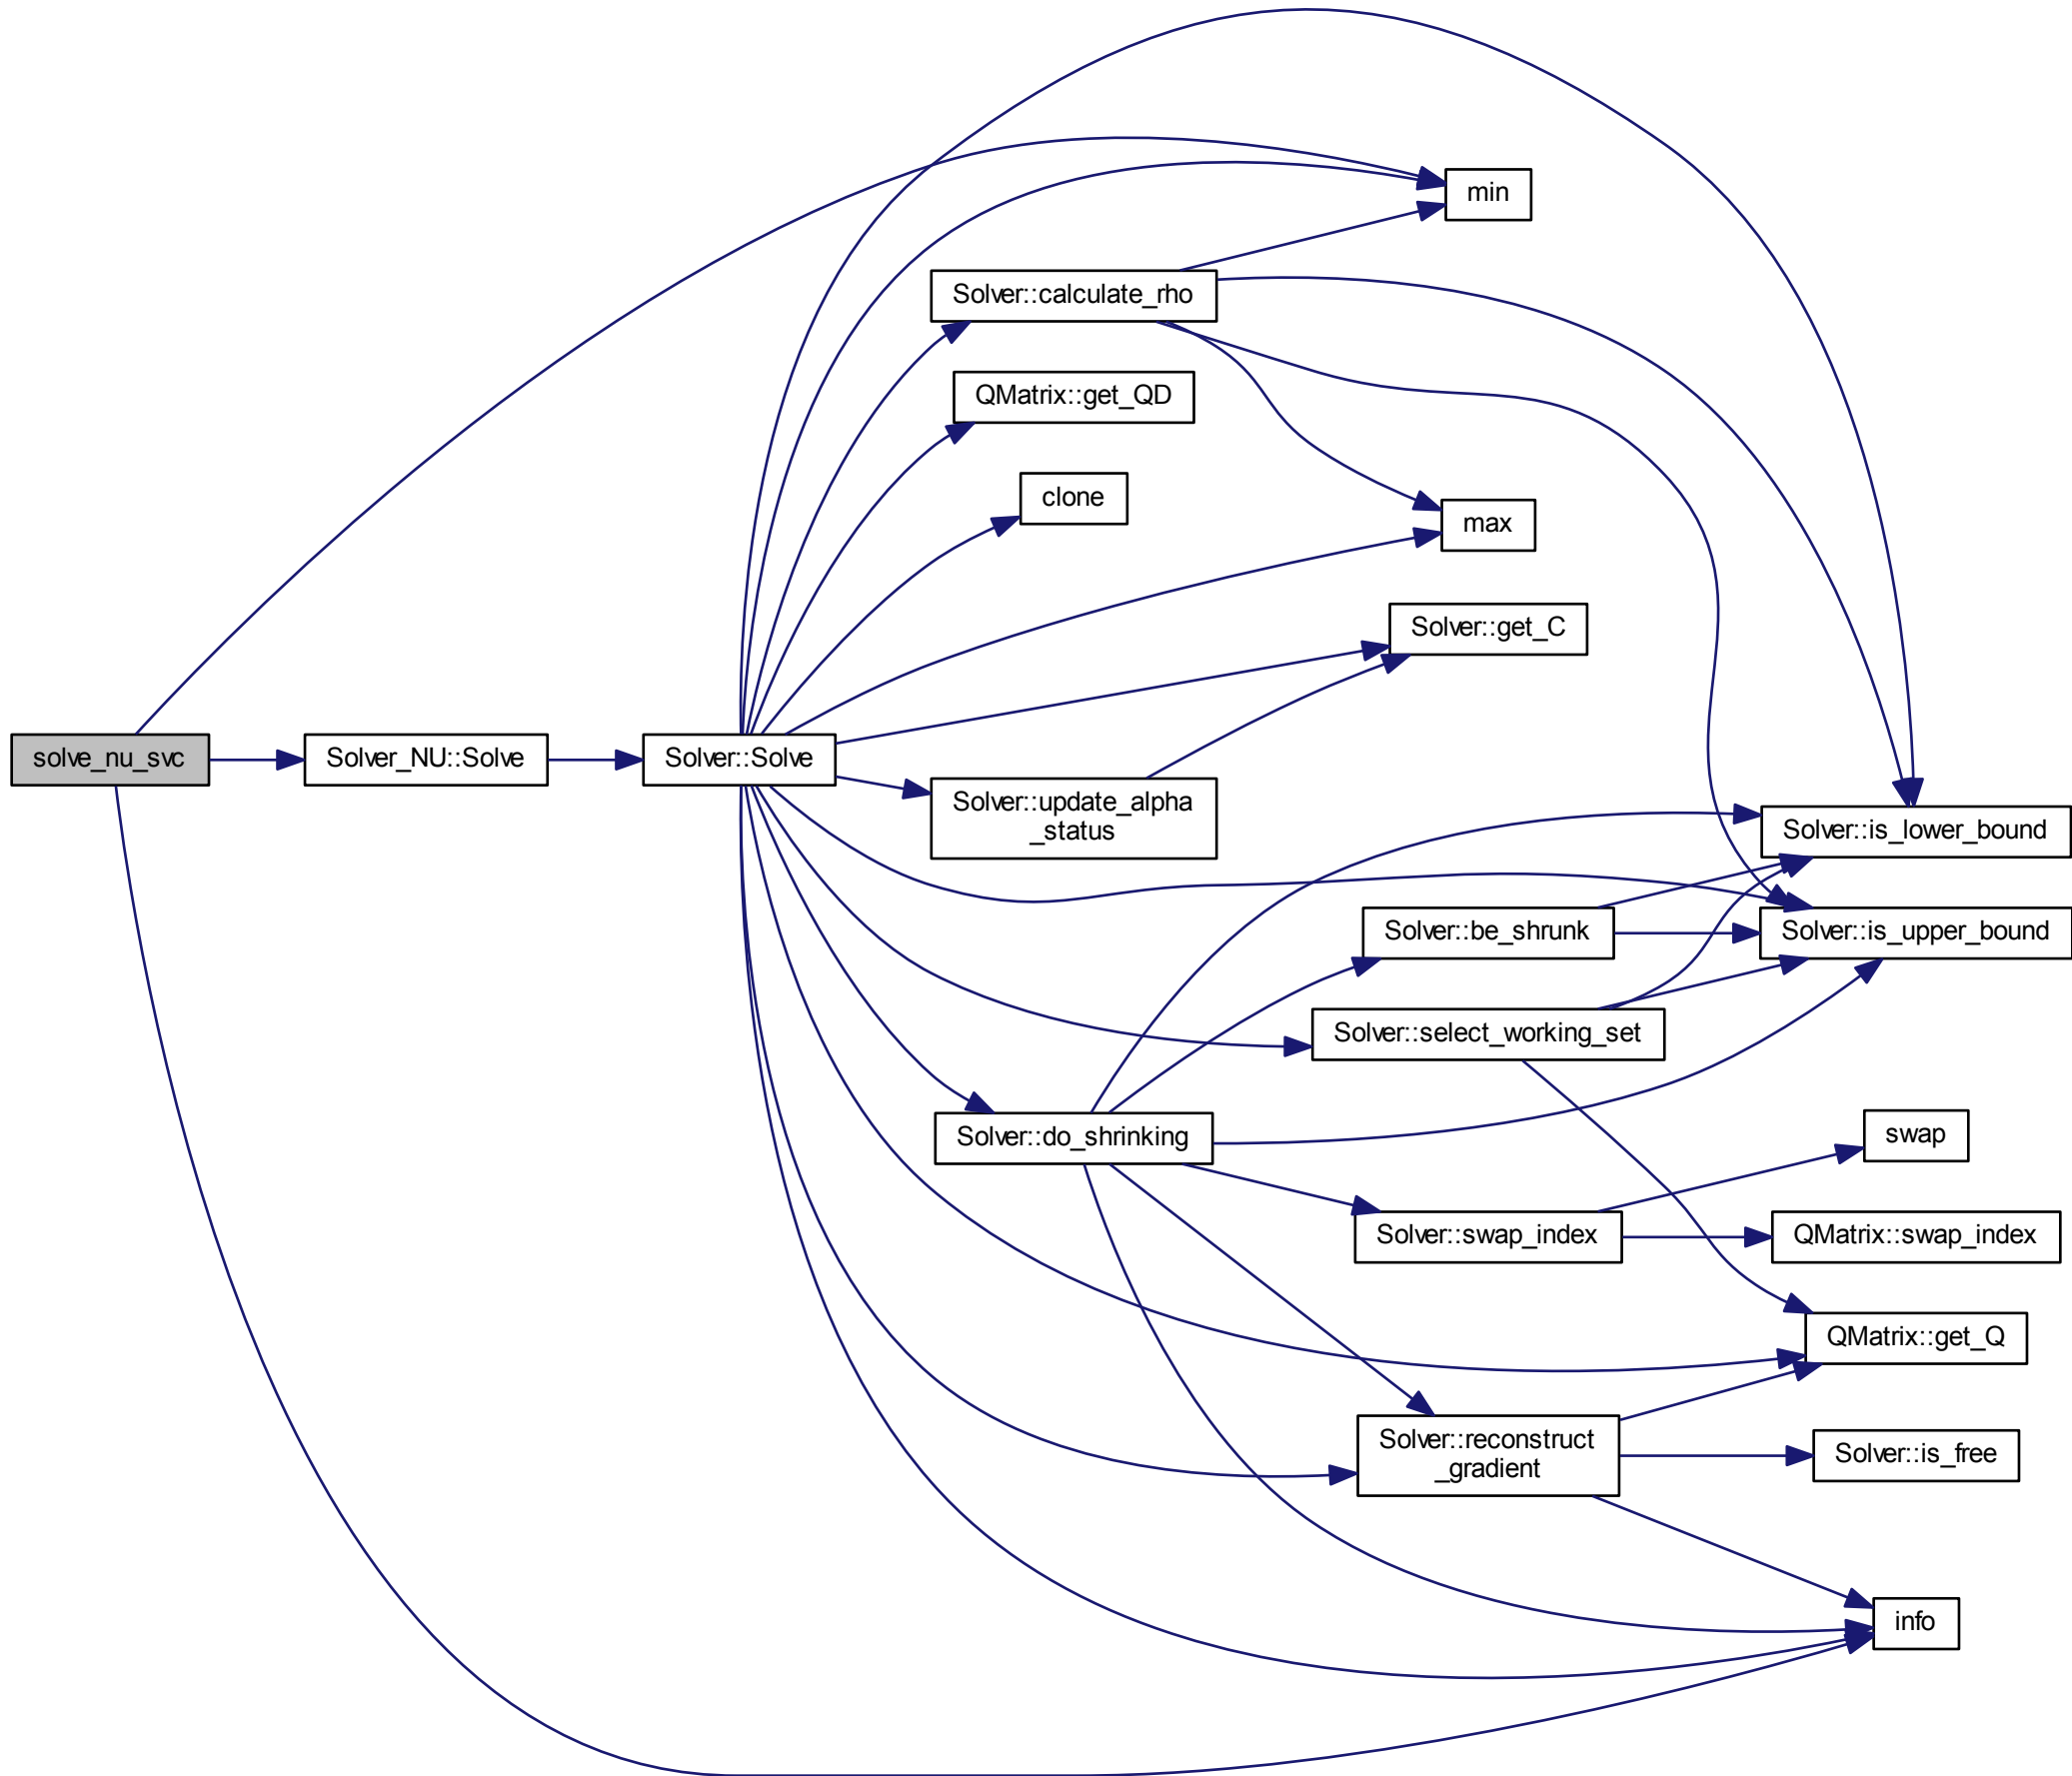 min
Solver::calculate_rho
QMatrix::get_QD
clone
max
Solver::get_C
solve_nu_svc
Solver_NU::Solve
Solver::Solve
Solver::update_alpha
_status
Solver::is_lower_bound
Solver::be_shrunk
Solver::is_upper_bound
Solver::select_working_set
Solver::do_shrinking
swap
Solver::swap_index
QMatrix::swap_index
QMatrix::get_Q
Solver::reconstruct
_gradient
Solver::is_free
info